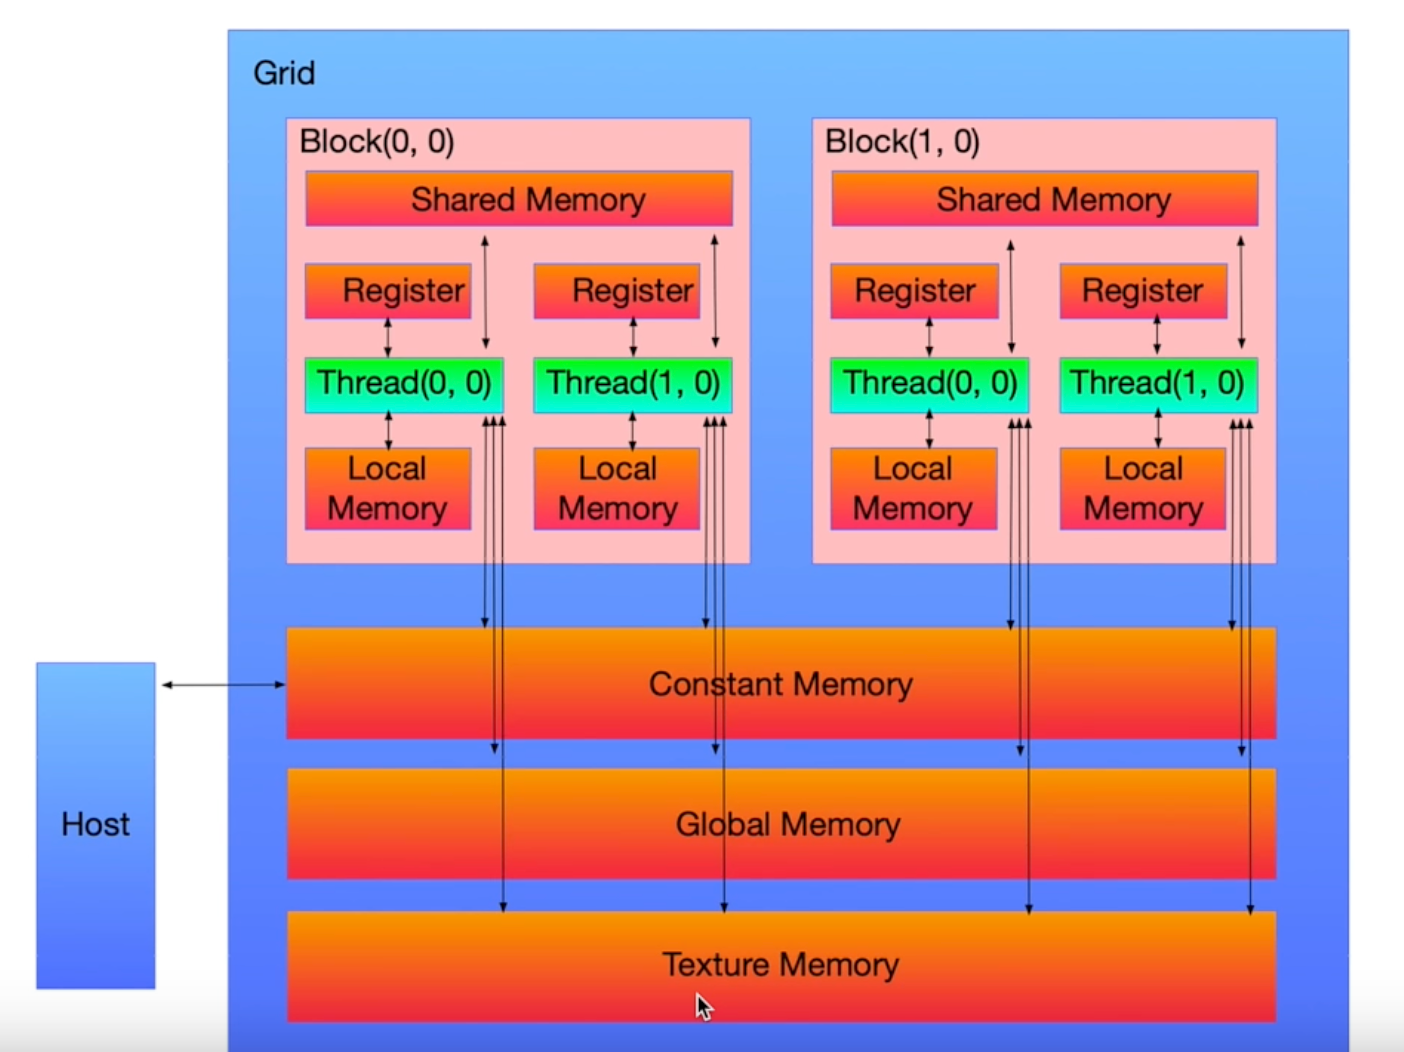 Grid
Block(0, 0)
Shared Memory
Register
Register
Thread(0, 0)
Thread(1, 0)
Local
Memory
Local
Memory
Block(1, 0)
Shared Memory
Register
Register
Thread(0, 0)
Thread(1, 0)
Local
Memory
Local
Memory
Host
Constant Memory
Global Memory
Texture Memory